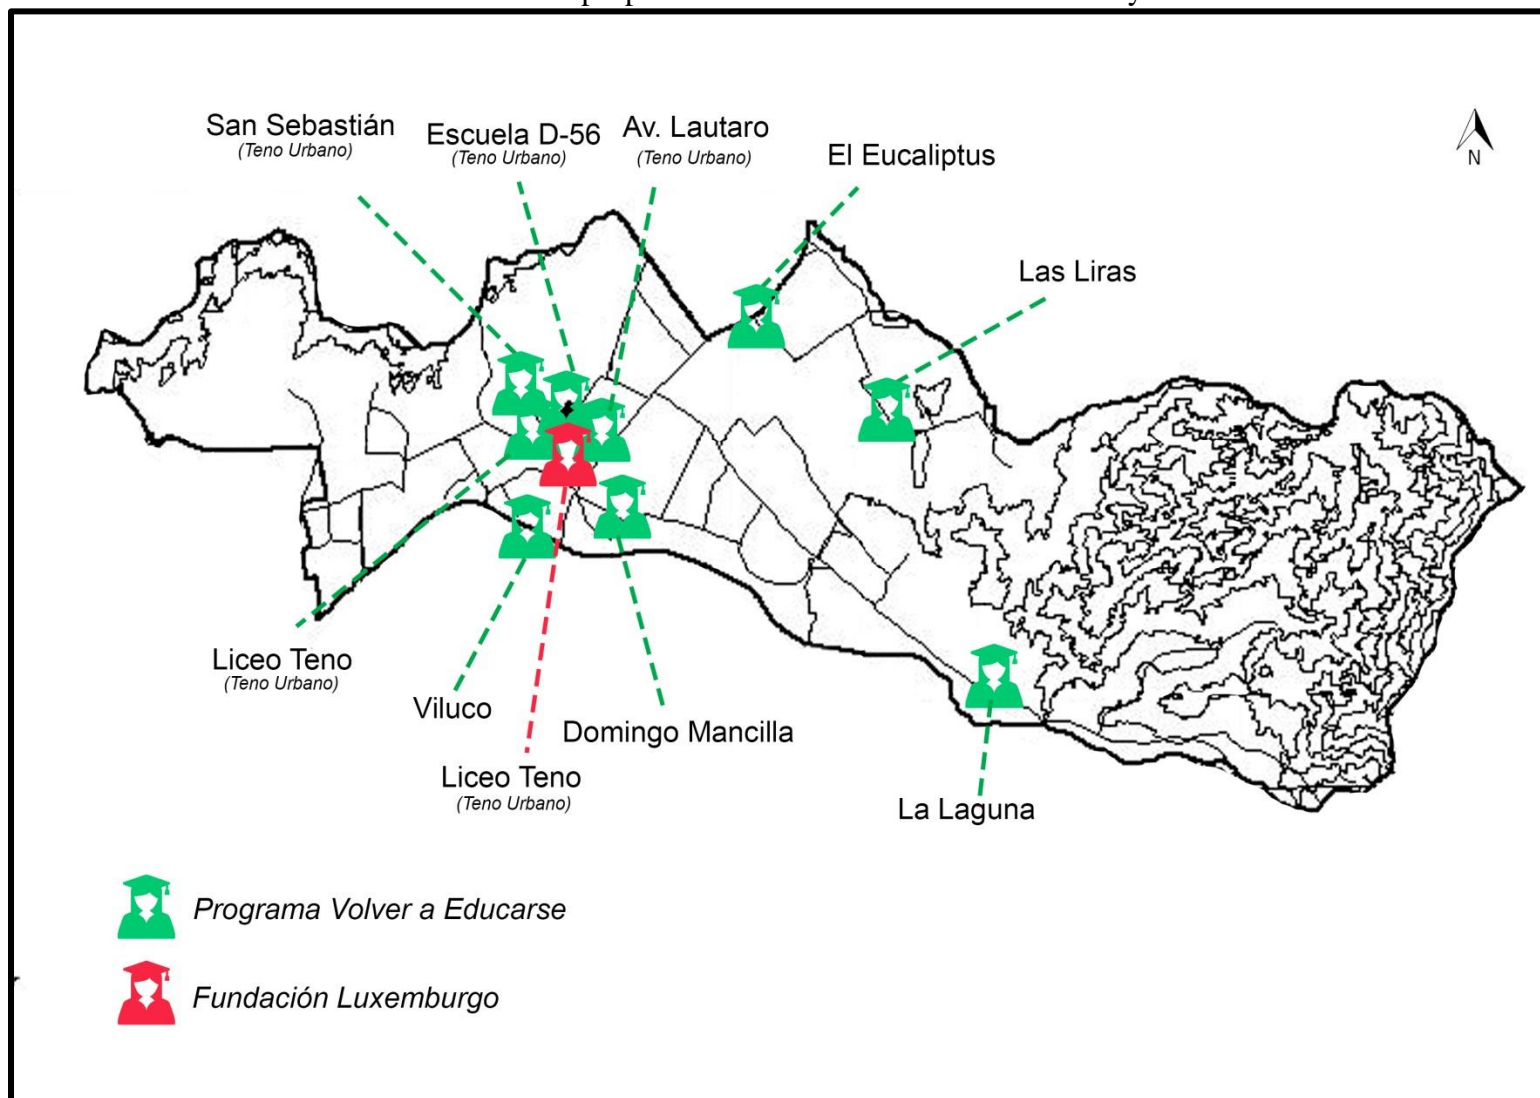 San Sebastián
(Teno Urbano)
Escuela D-56
(Teno Urbano)
Av. Lautaro
(Teno Urbano)
El Eucaliptus
N
Las Liras
Liceo Teno
(Teno Urbano)
Viluco
Domingo Mancilla
Liceo Teno
(Teno Urbano)
La Laguna
Programa Volver a Educarse
Fundación Luxemburgo